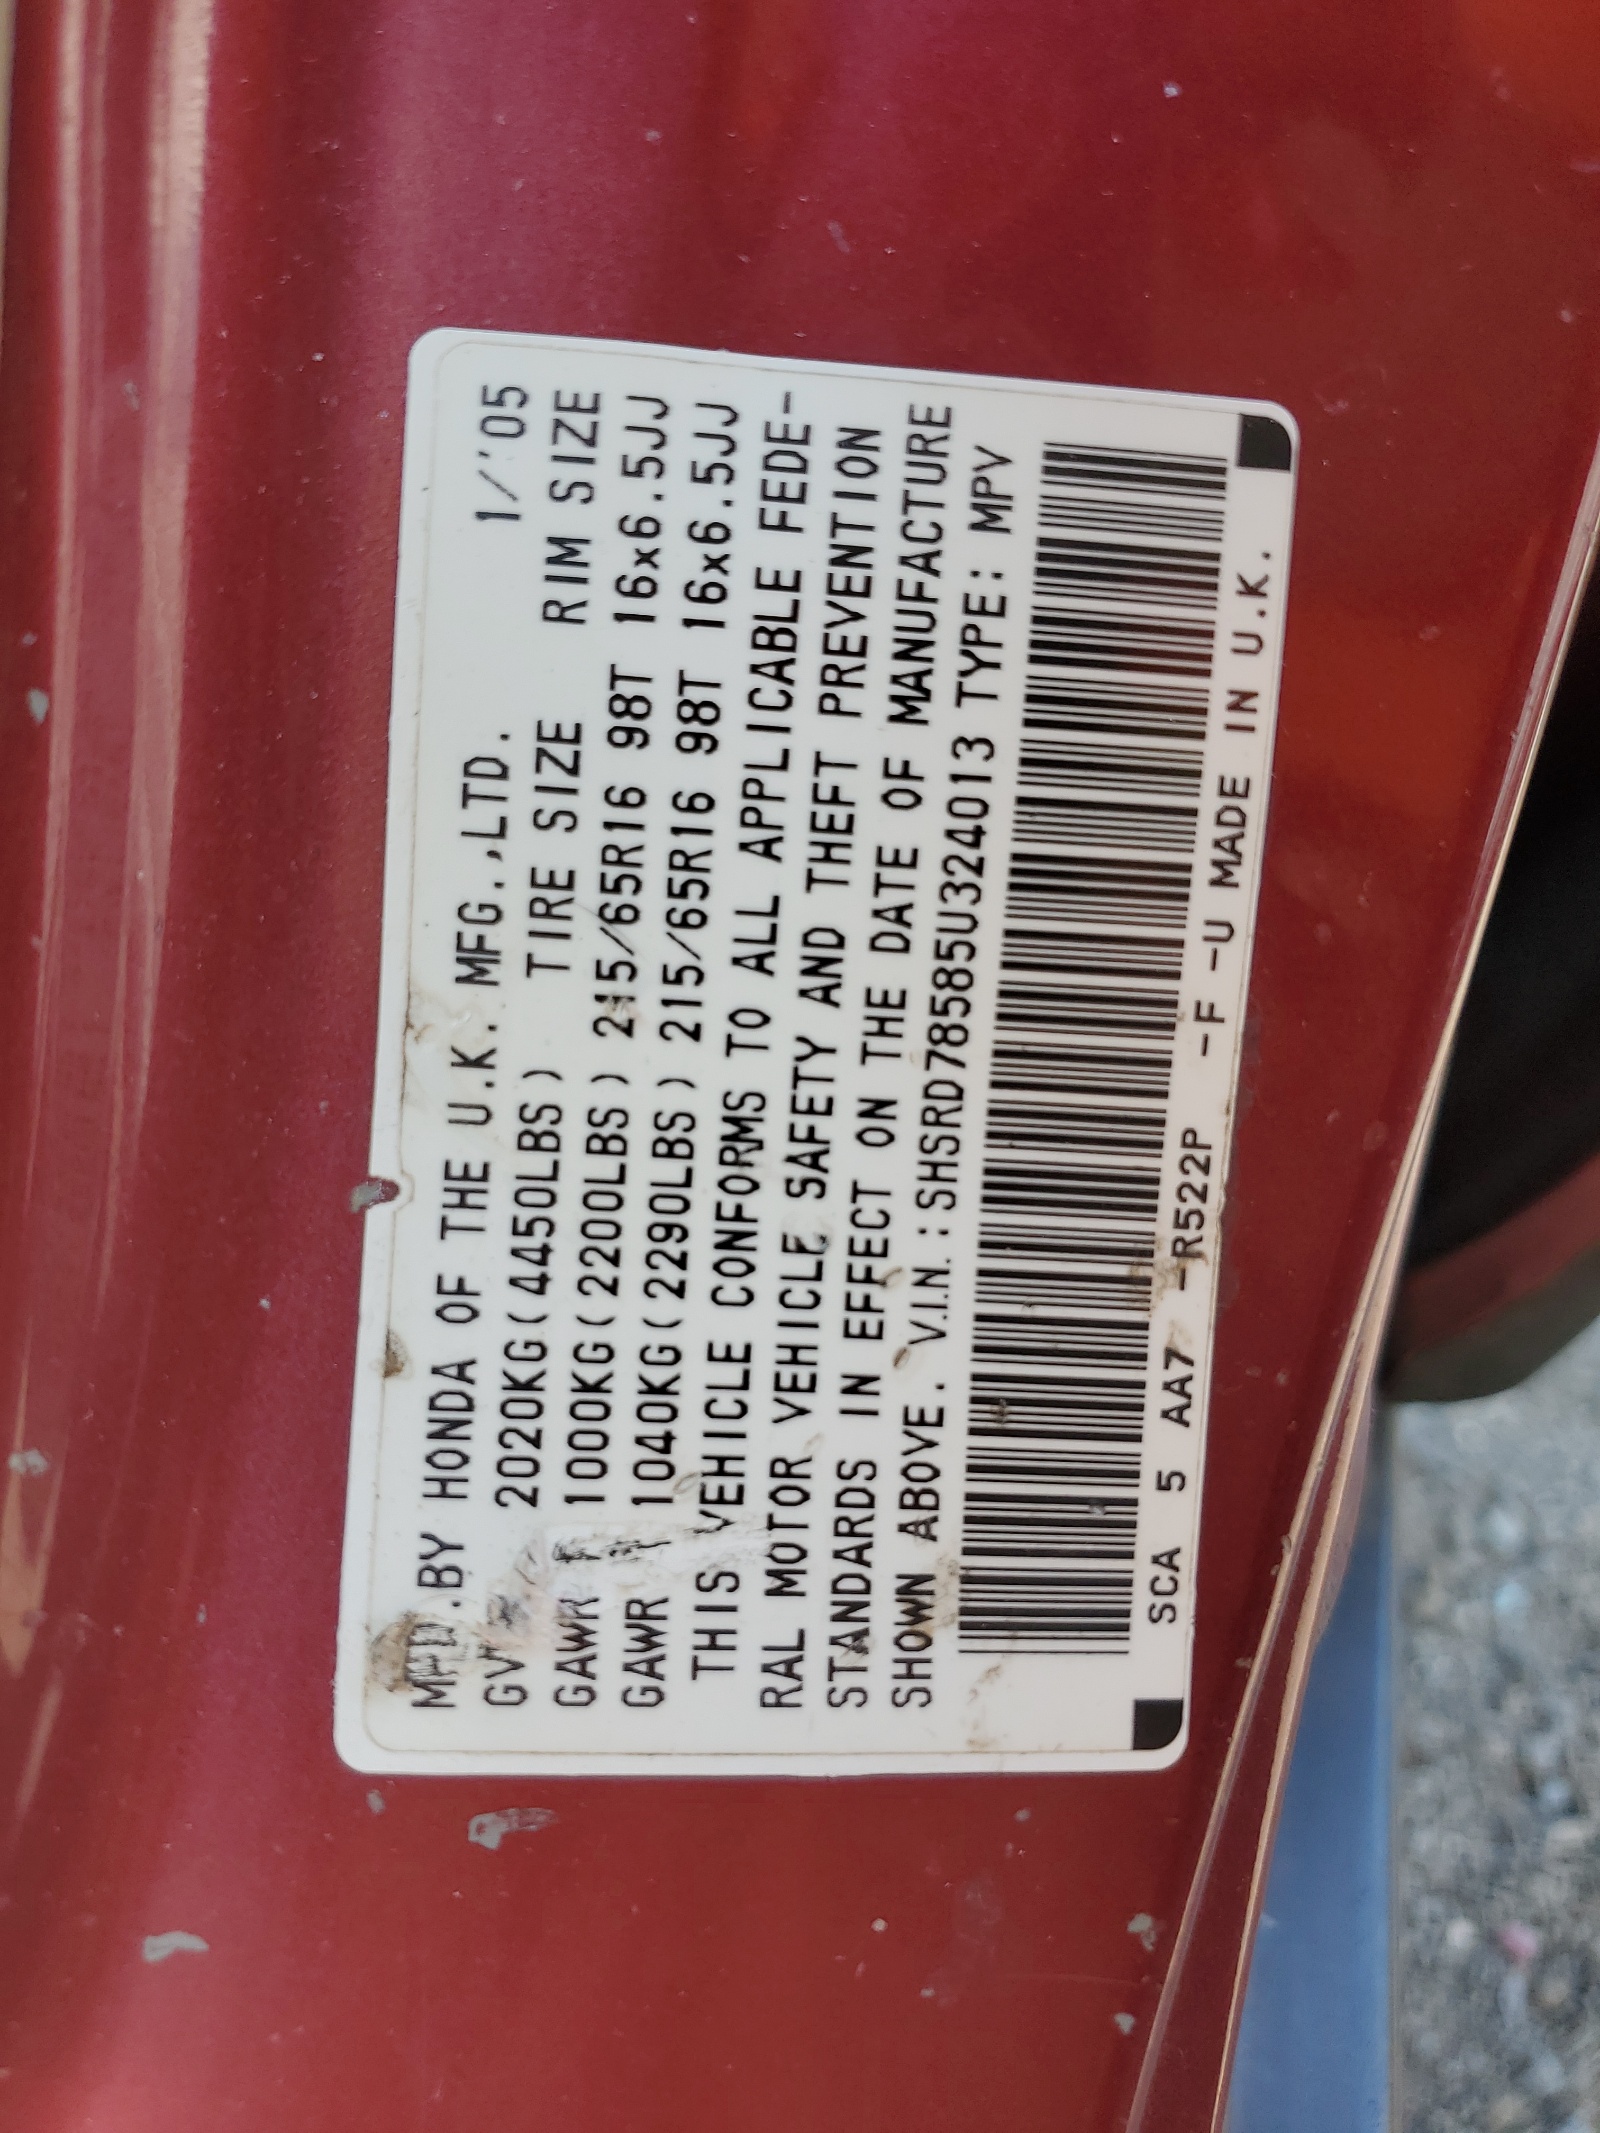 MFD.BY HONDA OF THE U.K. MFG.,LTD. 1/'05
2020KG(4450LBS) TIRE SIZE RIM SIZE
GAWR 1000KG(2200LBS) 215/65R16 98T 16x6.5JJ
GAWR 1040KG(2290LBS) 215/65R16 98T 16x6.5JJ
THIS VEHICLE CONFORMS TO ALL APPLICABLE FEDE-
RAL MOTOR VEHICLE SAFETY AND THEFT PREVENTION
STANDARDS IN EFFECT ON THE DATE OF MANUFACTURE
SHOWN ABOVE. V.I.N.:SHSRD78585U324013 TYPE: MPV
SCA 5 AA7 -R522P -F -U MADE IN U.K.